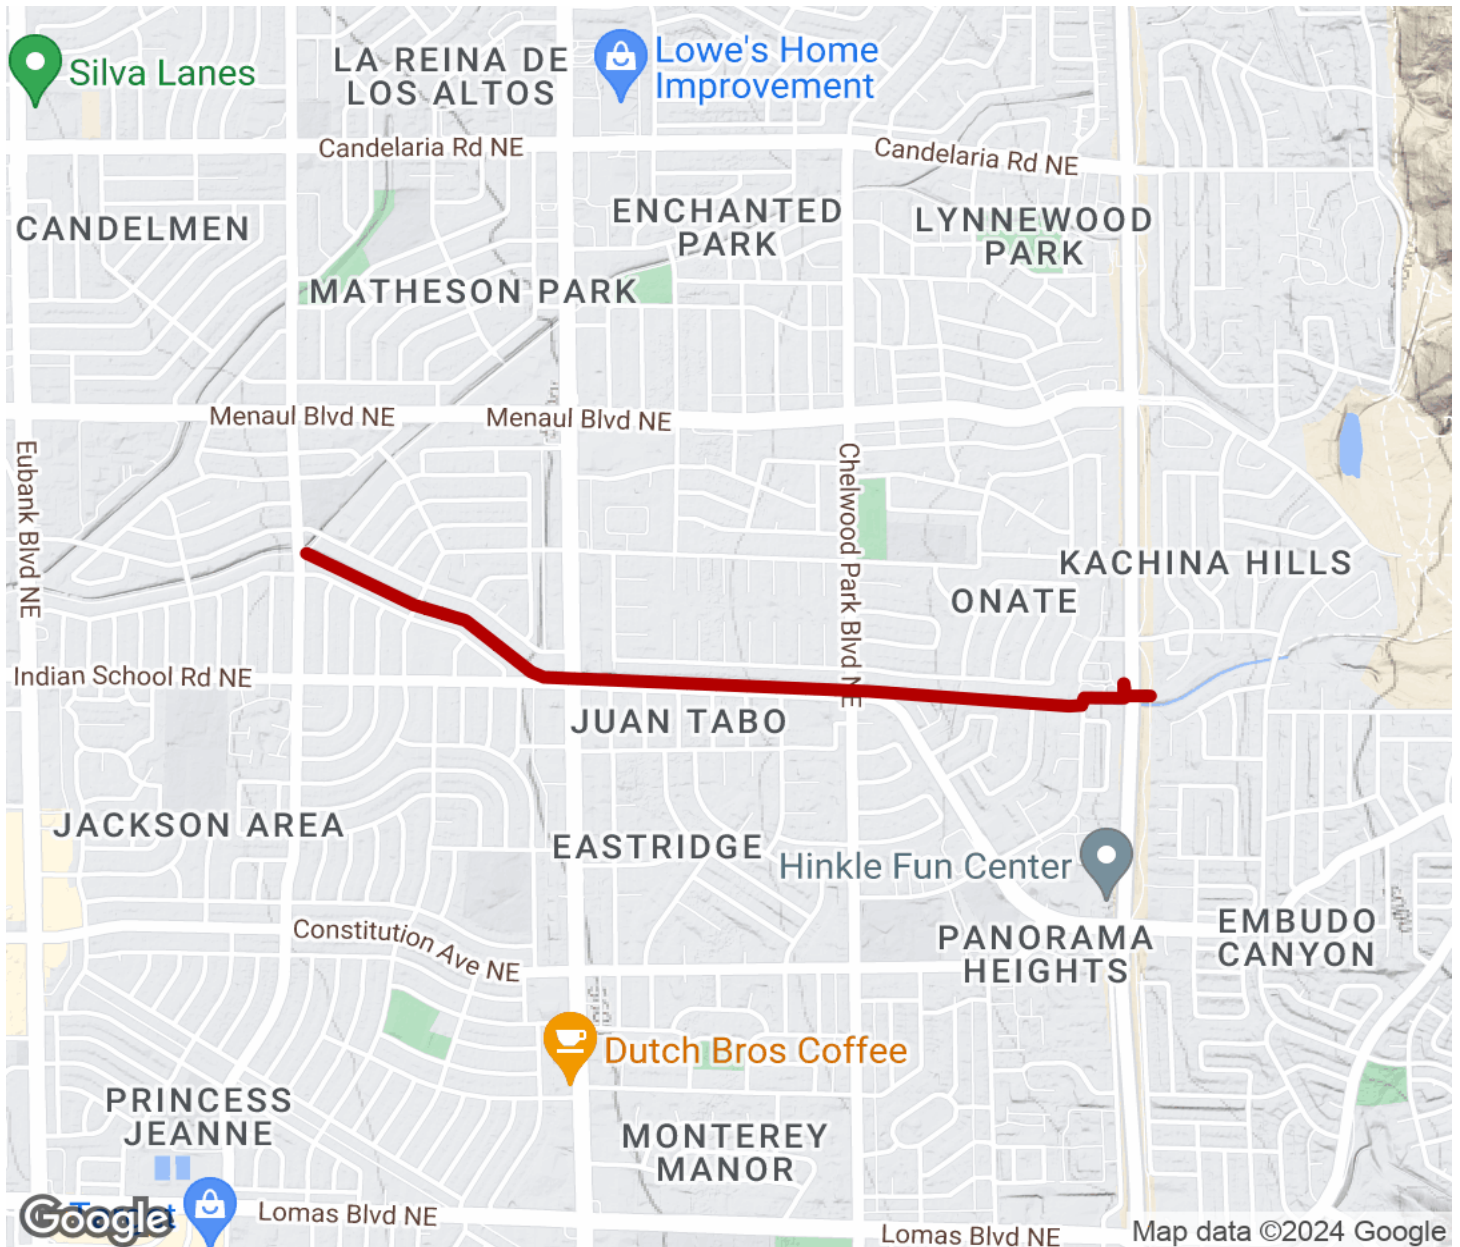 Silva Lanes
LA REINA DE
LOS ALTOS
Lowe's Home
Improvement
Candelaria Rd NE
Candelaria Rd NE
CANDELMEN
ENCHANTED
PARK
LYNNEWOOD
PARK
MATHESON PARK
Menaul Blvd NE
Menaul Blvd NE
Eubank Blvd NE
Chelwood Park Blvd NE
KACHINA HILLS
ONATE
Indian School Rd NE
JUAN TABO
JACKSON AREA
EASTRIDGE
Hinkle Fun Center
Constitution Ave NE
PANORAMA
HEIGHTS
EMBUDO
CANYON
Dutch Bros Coffee
PRINCESS
JEANNE
MONTEREY
MANOR
Target
Google
Lomas Blvd NE
Lomas Blvd NE
Map data ©2024 Google